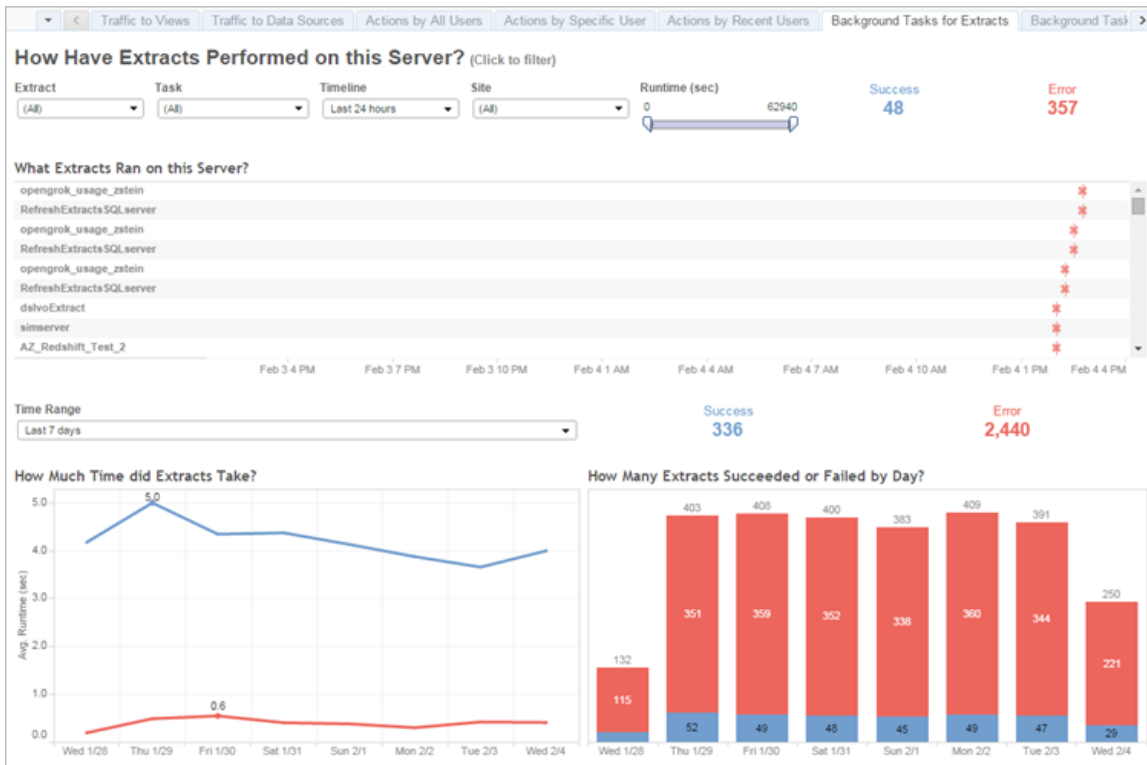 Traffic to Views Traffic to Data Sources Actions by All Users Actions by Specific User Actions by Recent Users Background Tasks for Extracts Background Task
How Have Extracts Performed on this Server? (Click to filter)
Extract Task Timeline Site Runtime (sec) Success Error
(All) (All) Last 24 hours (All) 0 62940 48 357
What Extracts Ran on this Server?
opengrok_usage_zstein
RefreshExtractsSQLserver
opengrok_usage_zstein
RefreshExtractsSQLserver
opengrok_usage_zstein
RefreshExtractsSQLserver
dslvoExtract
simserver
AZ_Redshift_Test_2
Feb 3 4 PM Feb 3 7 PM Feb 3 10 PM Feb 4 1 AM Feb 4 4 AM Feb 4 7 AM Feb 4 10 AM Feb 4 1 PM Feb 4 4 PM
Time Range Success Error
Last 7 days 336 2,440
How Much Time did Extracts Take?
5.0
5.0
4.0
3.0
2.0
1.0
0.6
0.0
Avg. Runtime (sec)
Wed 1/28 Thu 1/29 Fri 1/30 Sat 1/31 Sun 2/1 Mon 2/2 Tue 2/3 Wed 2/4
How Many Extracts Succeeded or Failed by Day?
132 403 408 400 383 409 391 250
115 351 359 352 338 360 344 221
52 49 48 45 49 47 29
Wed 1/28 Thu 1/29 Fri 1/30 Sat 1/31 Sun 2/1 Mon 2/2 Tue 2/3 Wed 2/4